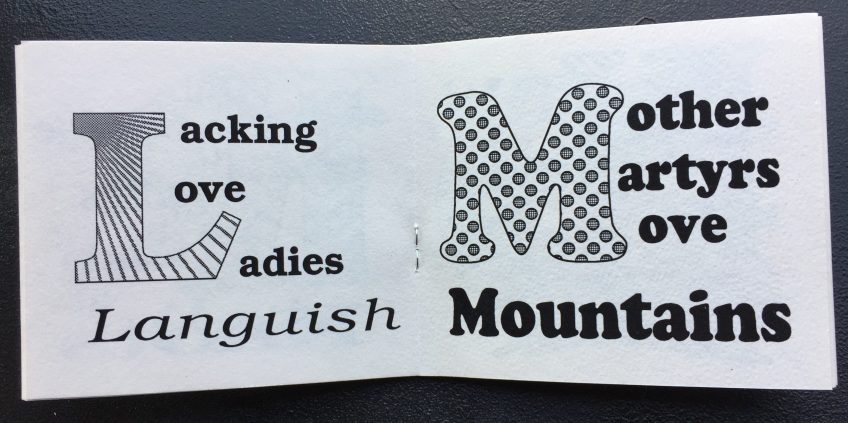 Lacking
Love
Ladies
Languish
Mother
Martyrs
Move
Mountains